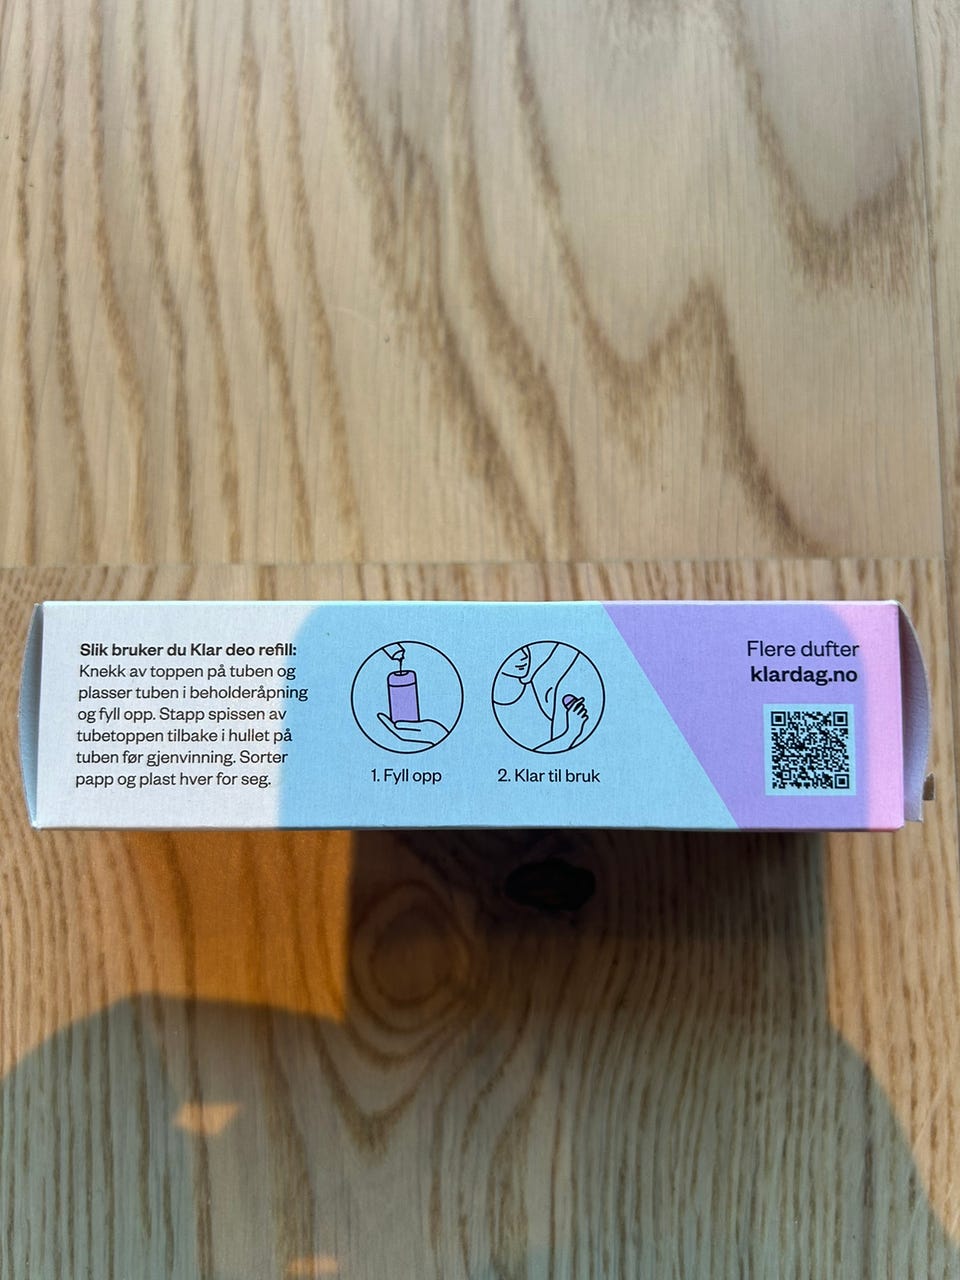 Slik bruker du Klar deo refill:
Knekk av toppen på tuben og
plasser tuben i beholderåpning
og fyll opp. Stapp spissen av
tubetoppen tilbake i hullet på
tuben før gjenvinning. Sorter
papp og plast hver for seg.
1. Fyll opp
2. Klar til bruk
Flere dufter
klardag.no